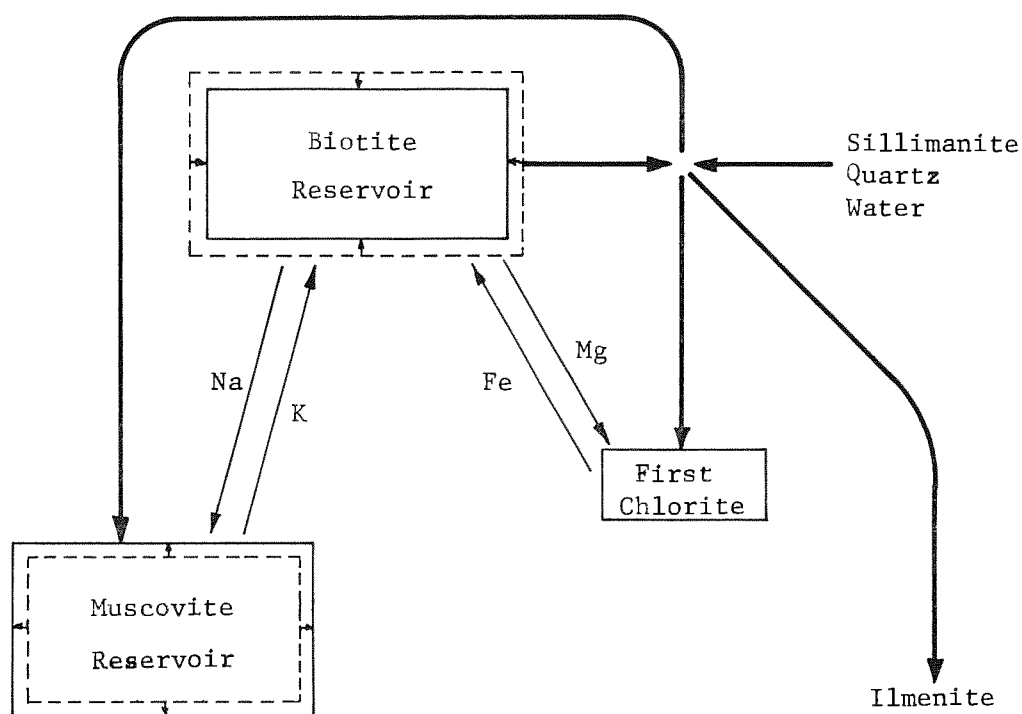 Biotite
Reservoir
Sillimanite
Quartz
Water
Na
K
Fe
Mg
First
Chlorite
Muscovite
Reservoir
Ilmenite